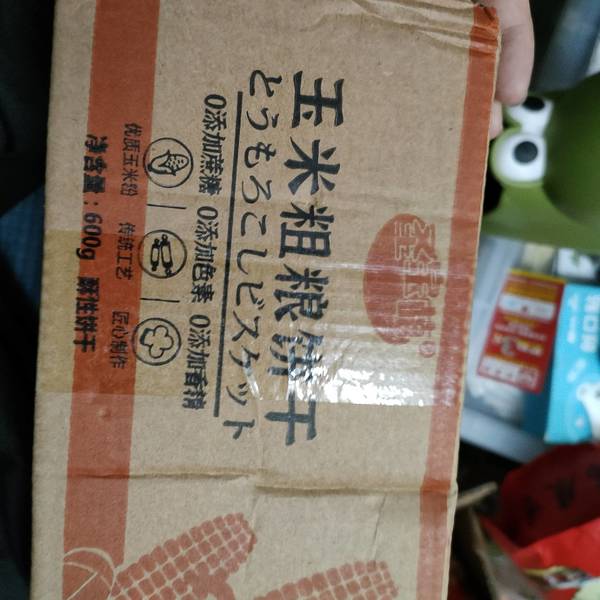 玉米粗粮饼干
とうもろこしビスケット
0添加蔗糖 0添加色素 0添加香精
优质玉米粉 传统工艺 匠心制作
净含量：600g 酥性饼干